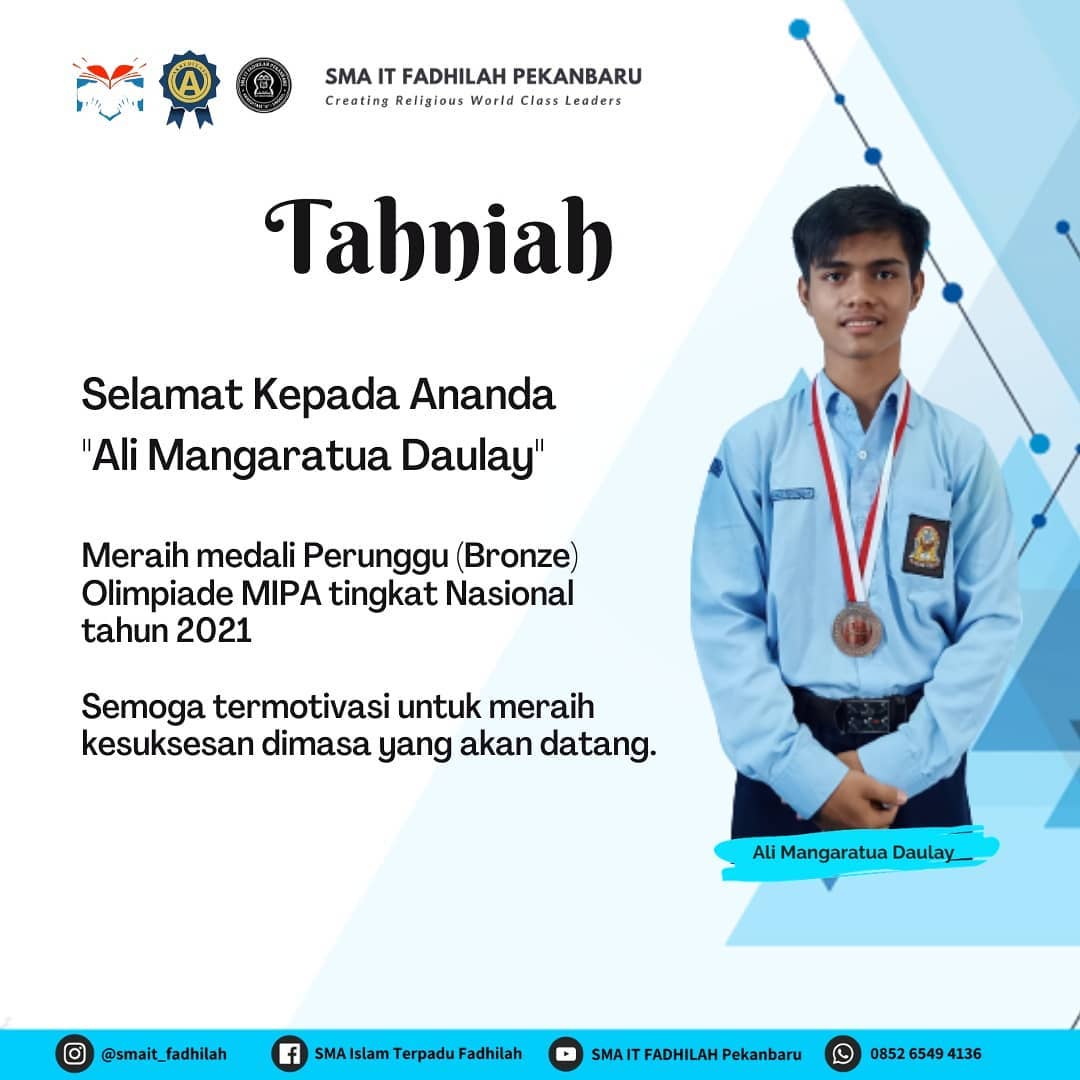 SMA IT FADHILAH PEKANBARU
Creating Religious World Class Leaders
A
Tahniah
Selamat Kepada Ananda
"Ali Mangaratua Daulay"
Meraih medali Perunggu (Bronze)
Olimpiade MIPA tingkat Nasional
tahun 2021
Semoga termotivasi untuk meraih
kesuksesan dimasa yang akan datang.
Ali Mangaratua Daulay
@smait_fadhilah
SMA Islam Terpadu Fadhilah
SMA IT FADHILAH Pekanbaru
0852 6549 4136